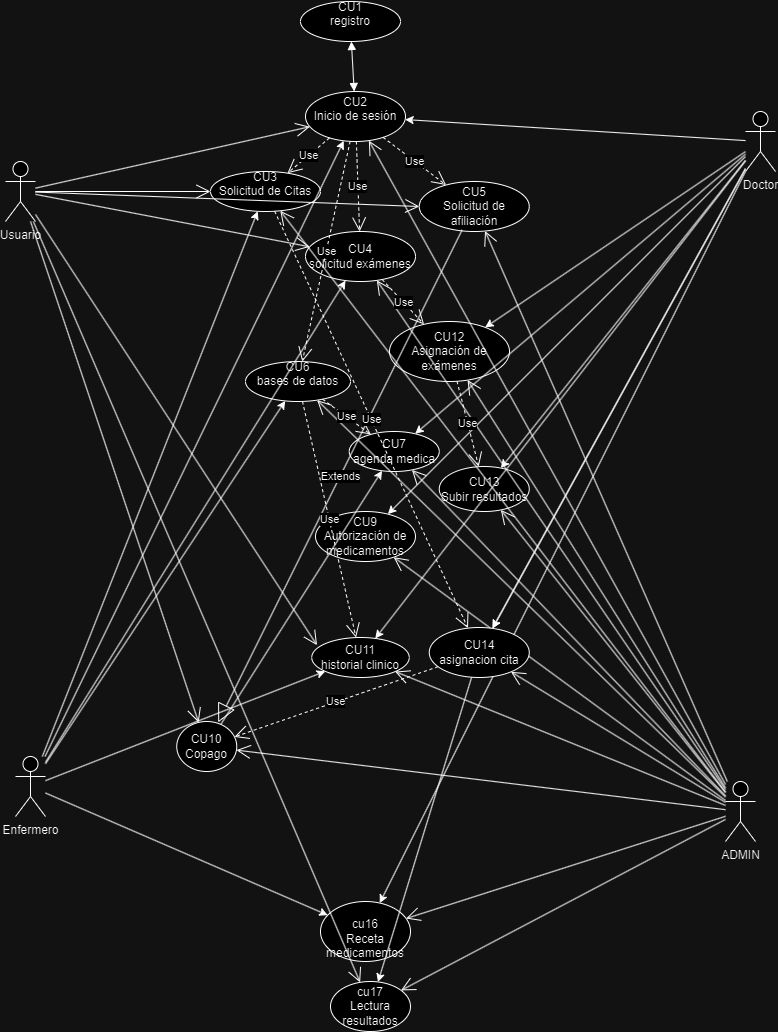 CU1
registro
CU2
Inicio de sesión
Use
Use
CU3
Solicitud de Citas
Use
CU5
Solicitud de
afiliación
Doctor
Usuario
CU4
solicitud exámenes
Use
Use
CU12
Asignación de
exámenes
CU6
bases de datos
Use
Use
Use
CU7
agenda medica
Extends
CU13
Subir resultados
Use
CU9
Autorización de
medicamentos
CU11
historial clinico
CU14
asignacion cita
Use
CU10
Copago
Enfermero
ADMIN
cu16
Receta
medicamentos
cu17
Lectura
resultados